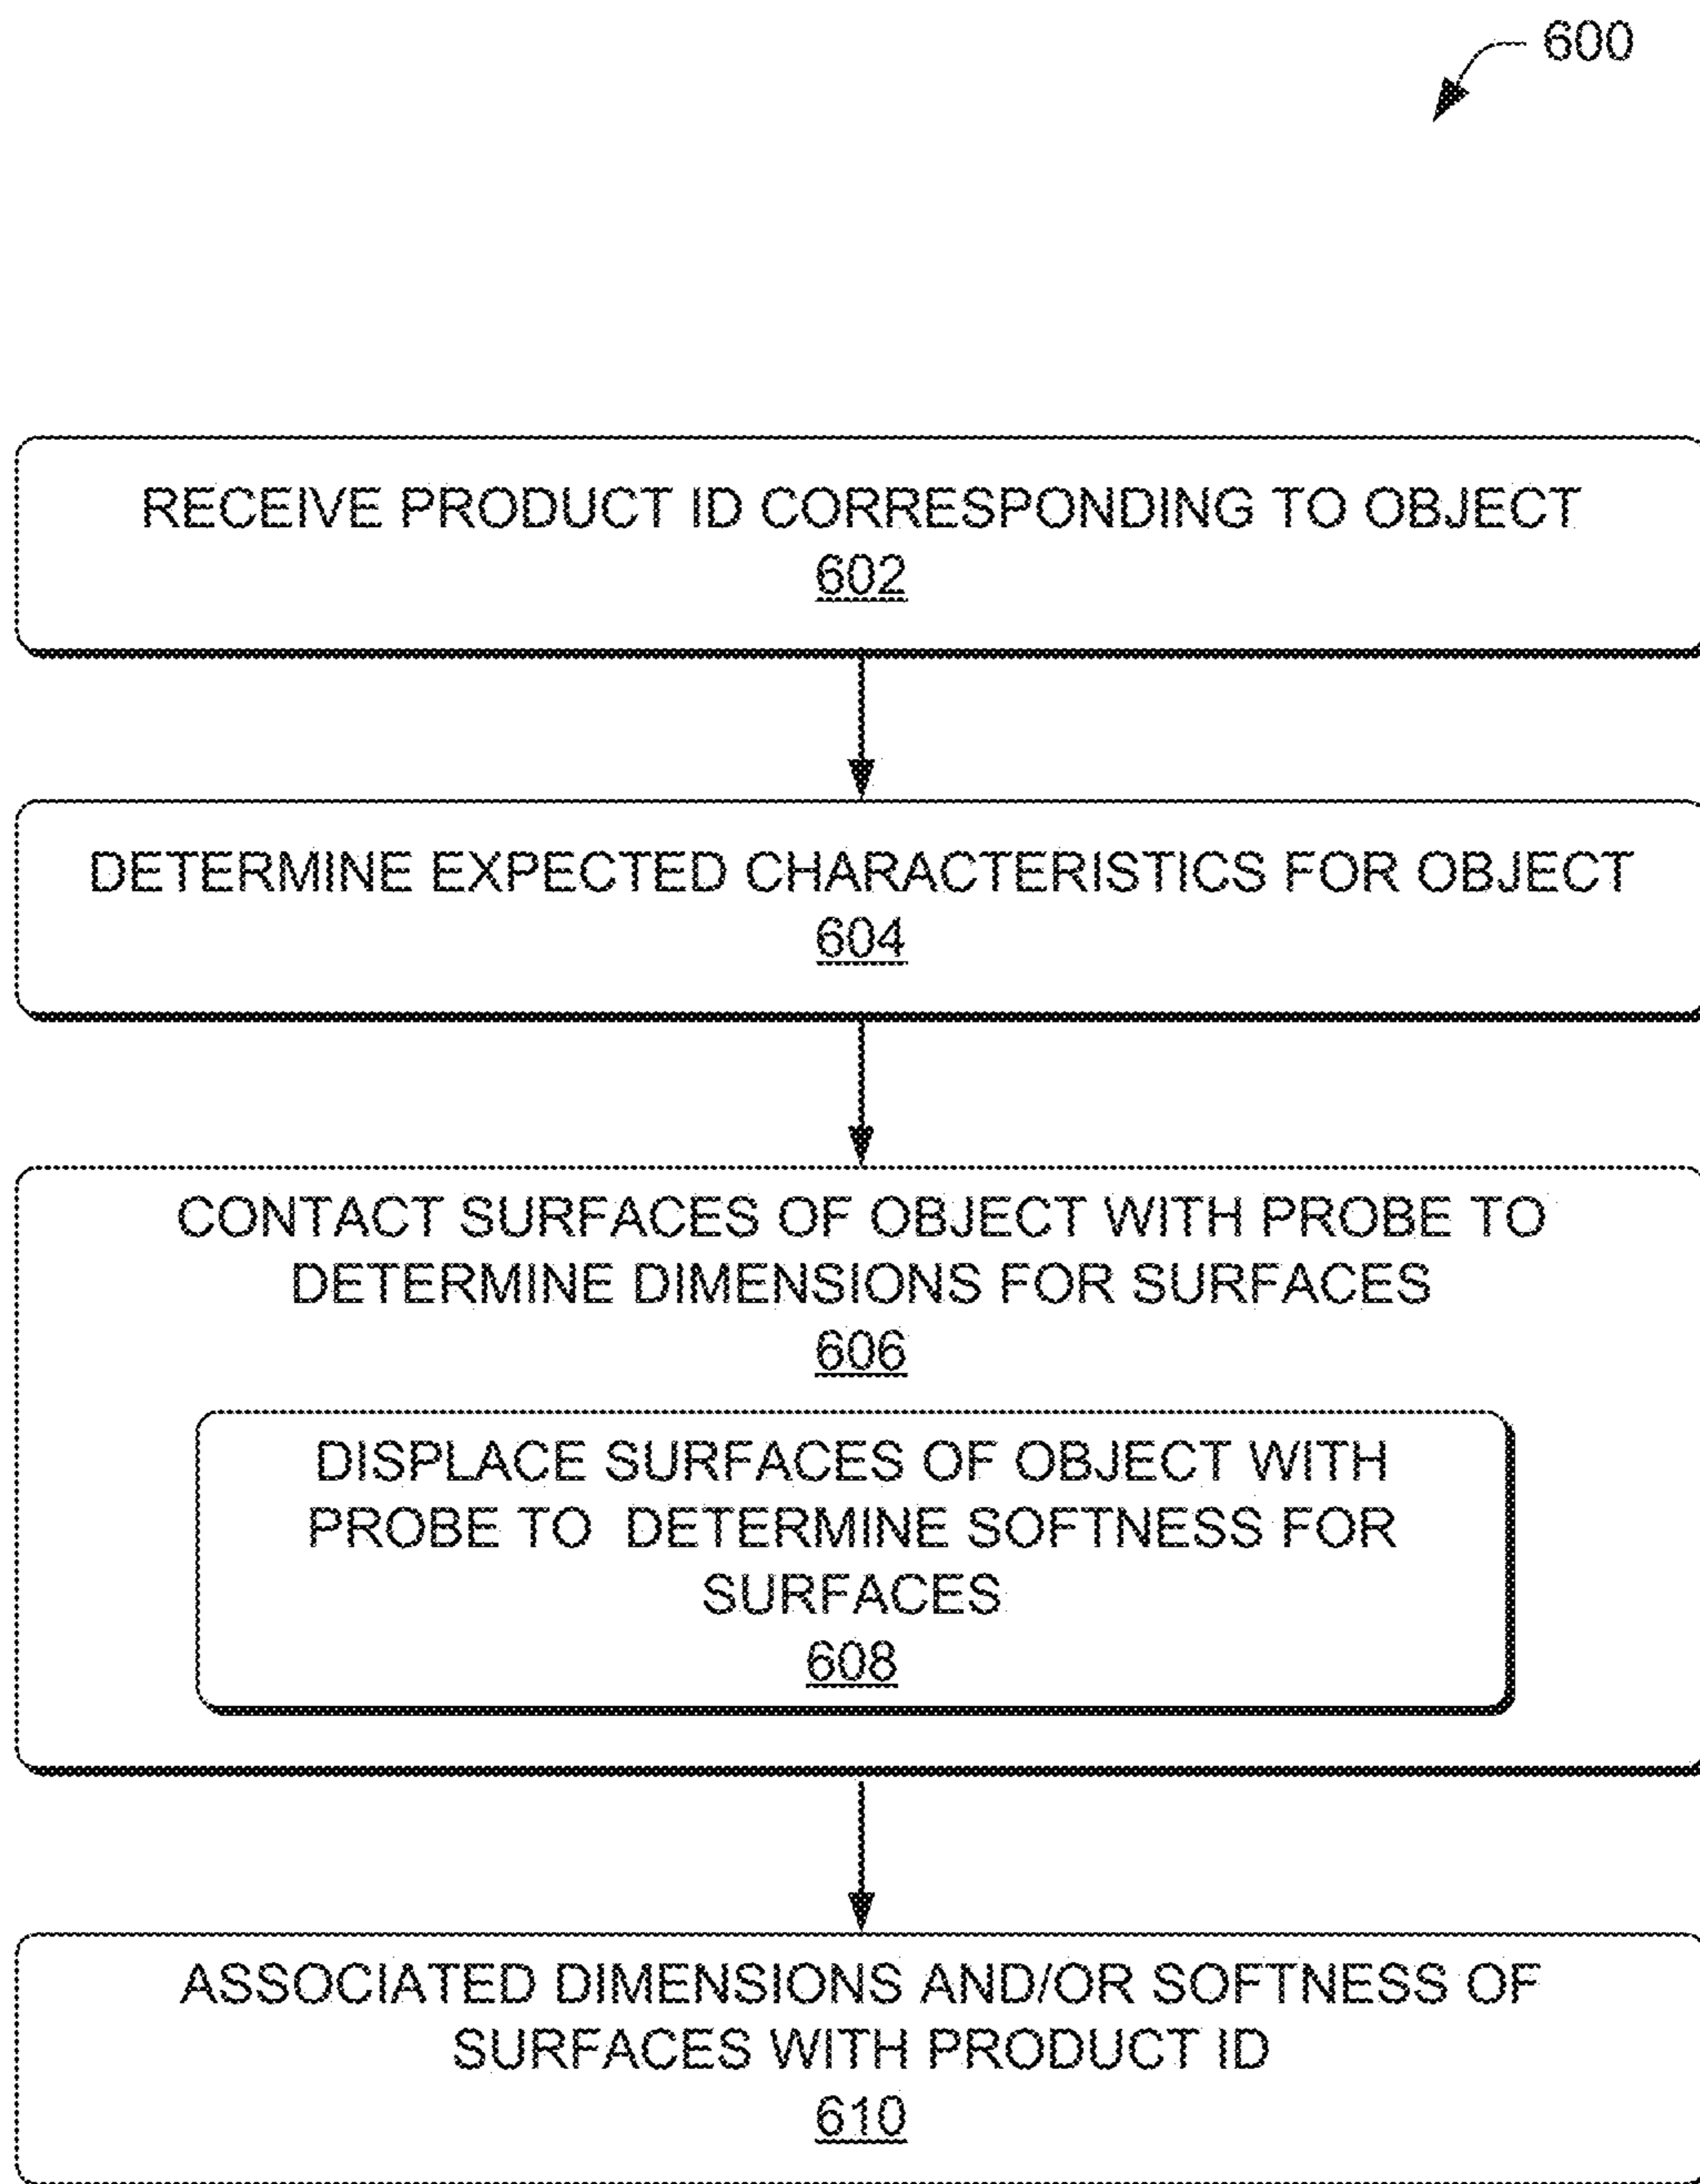 600
RECEIVE PRODUCT ID CORRESPONDING TO OBJECT
602
DETERMINE EXPECTED CHARACTERISTICS FOR OBJECT
604
CONTACT SURFACES OF OBJECT WITH PROBE TO
DETERMINE DIMENSIONS FOR SURFACES
606
DISPLACE SURFACES OF OBJECT WITH
PROBE TO DETERMINE SOFTNESS FOR
SURFACES
608
ASSOCIATED DIMENSIONS AND/OR SOFTNESS OF
SURFACES WITH PRODUCT ID
610